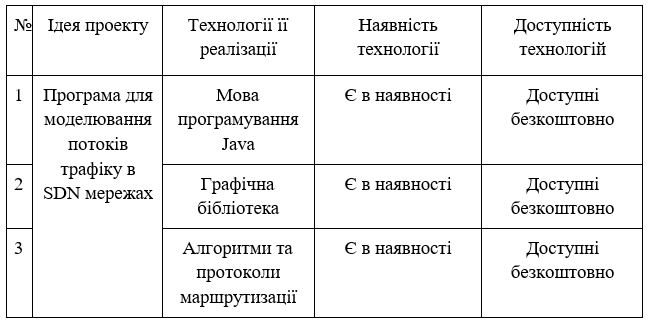 №
Ідея проекту
Технології її
реалізації
Наявність
технології
Доступність
технологій
1
Програма для
моделювання
потоків
трафіку в
SDN мережах
Мова
програмування
Java
Є в наявності
Доступні
безкоштовно
2
Графічна
бібліотека
Є в наявності
Доступні
безкоштовно
3
Алгоритми та
протоколи
маршрутизації
Є в наявності
Доступні
безкоштовно